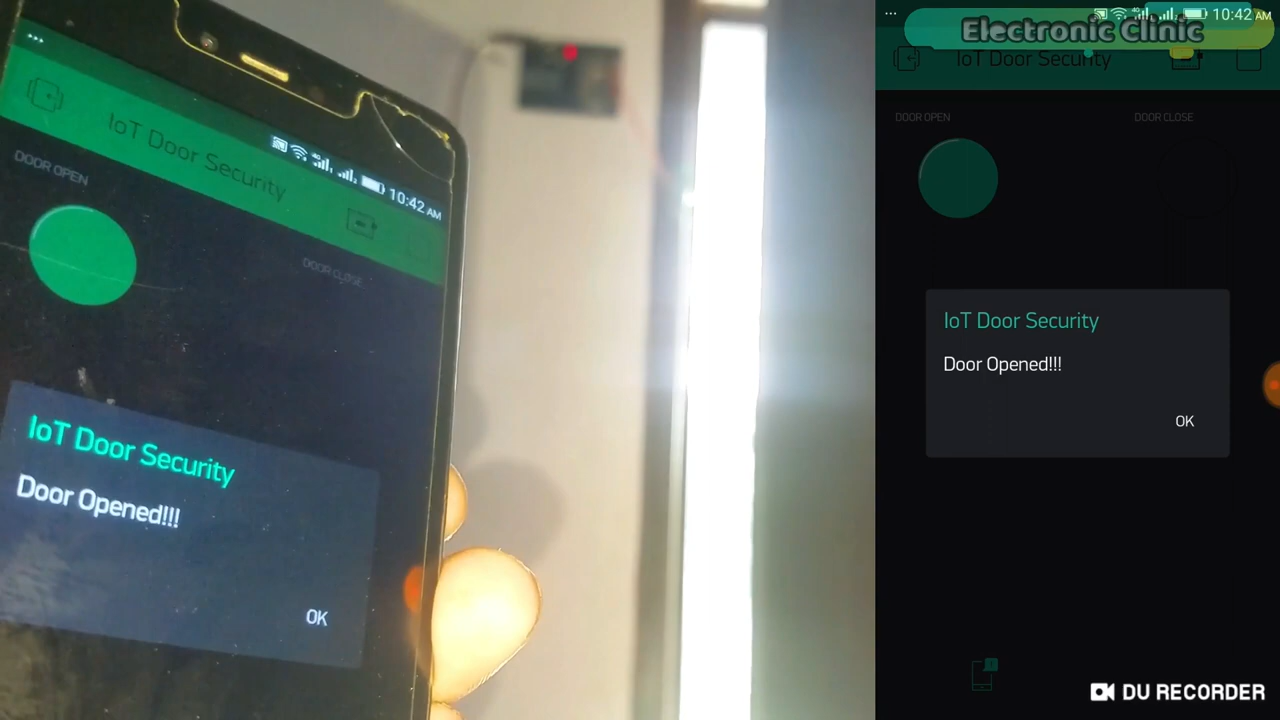 IoT Door Security
10:42 AM
DOOR OPEN
DOOR CLOSE
IoT Door Security
Door Opened!!!
OK
10:42 AM
Electronic Clinic
IoT Door Security
DOOR OPEN
DOOR CLOSE
IoT Door Security
Door Opened!!!
OK
DU RECORDER